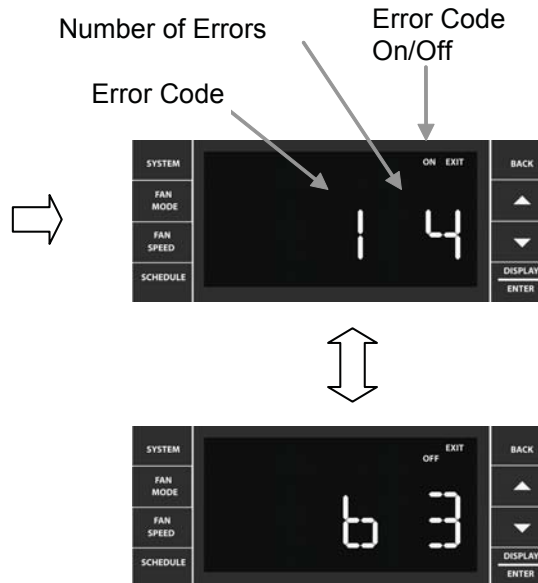 Number of Errors
Error Code
On/Off
Error Code
SYSTEM
FAN
MODE
FAN
SPEED
SCHEDULE
ON EXIT
1 4
BACK
DISPLAY
ENTER
SYSTEM
FAN
MODE
FAN
SPEED
SCHEDULE
EXIT
OFF
b 3
BACK
DISPLAY
ENTER